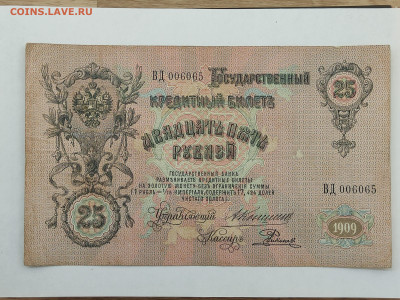 COINS.LAVE.RU
ВД 006065 Государственный 25
КРЕДИТНЫЙ БИЛЕТЪ
ДВАДЦАТЬ ПЯТЬ
РУБЛЕЙ
ГОСУДАРСТВЕННЫЙ БАНКЪ
РАЗМѢНИВАЕТЪ КРЕДИТНЫЕ БИЛЕТЫ
НА ЗОЛОТУЮ МОНЕТУ БЕЗЪ ОГРАНИЧЕНІЯ СУММЫ
(1 РУБЛЬ = 1/15 ИМПЕРІАЛА, СОДЕРЖИТЪ 17,424 ДОЛЕЙ
ЧИСТАГО ЗОЛОТА).
ВД 006065
25
Управляющій
Кассиръ
1909